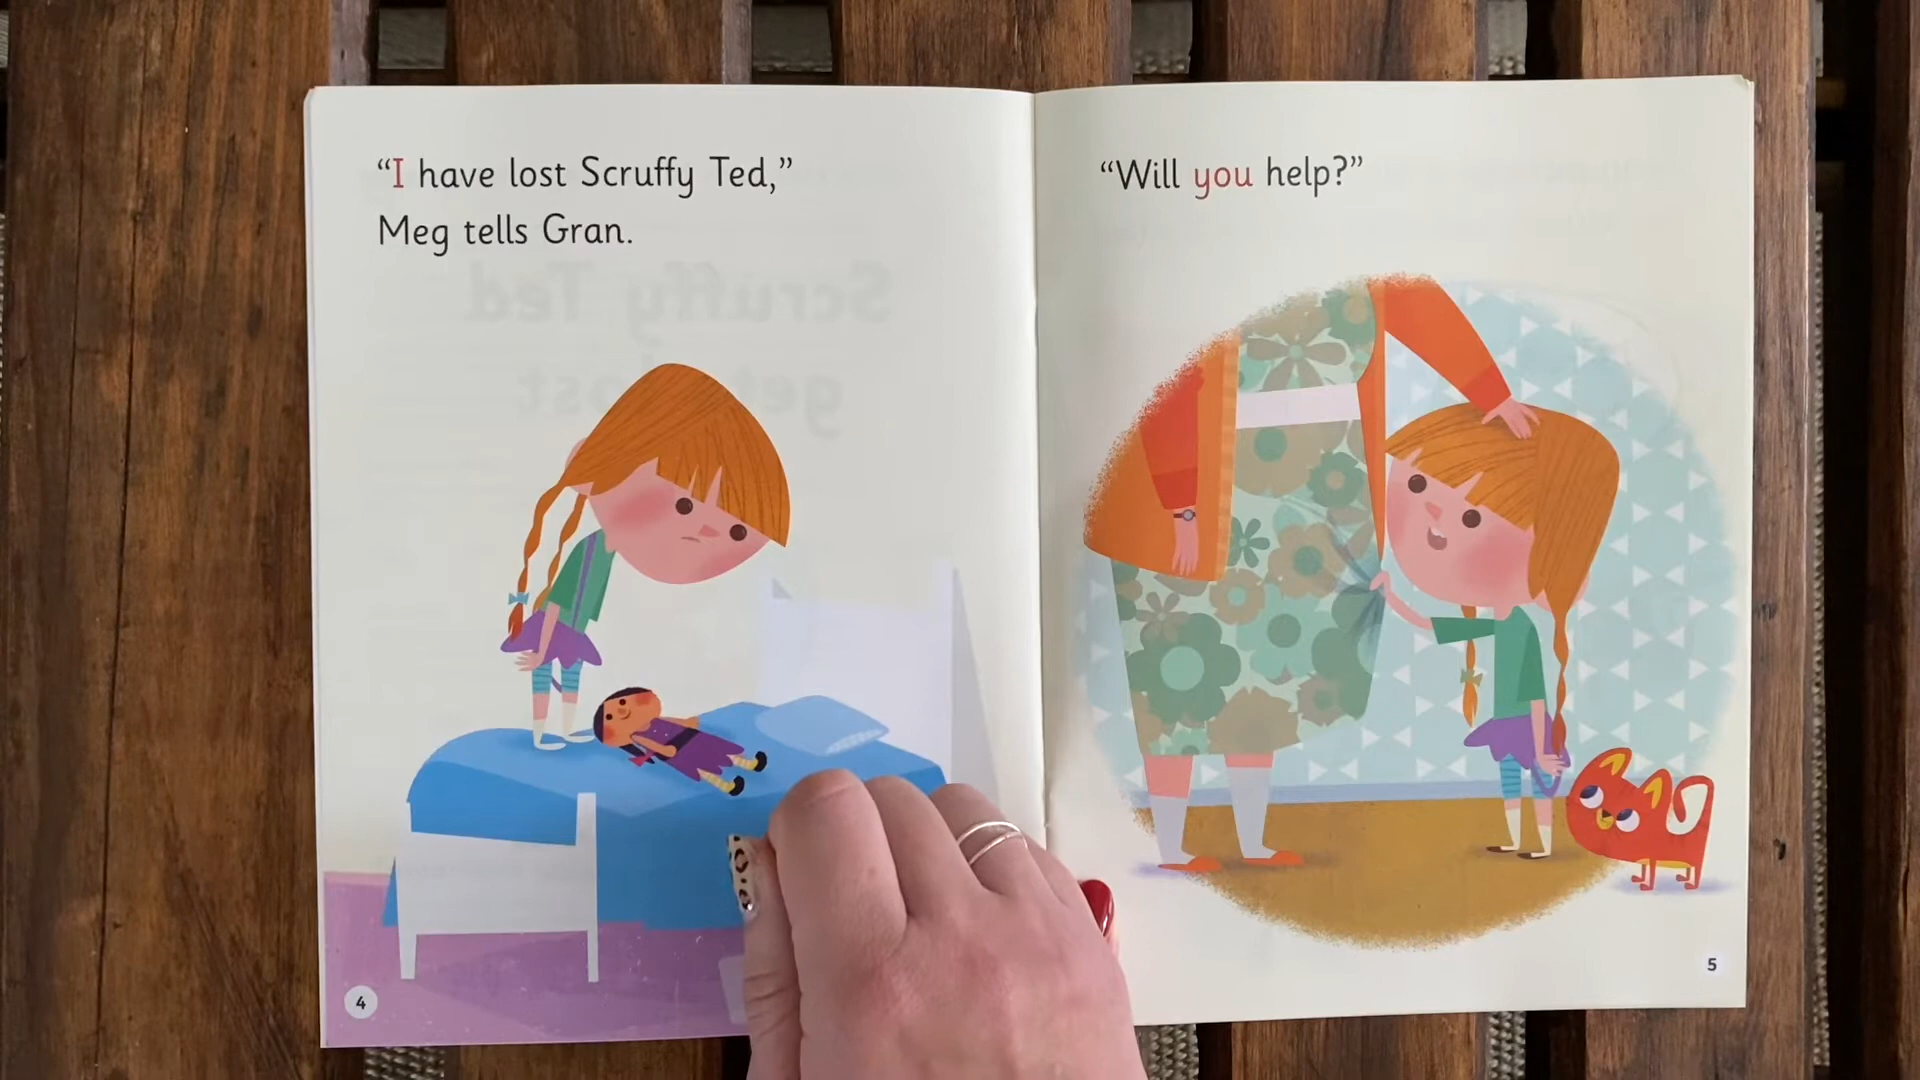 “I have lost Scruffy Ted,”
Meg tells Gran.
4
“Will you help?”
5